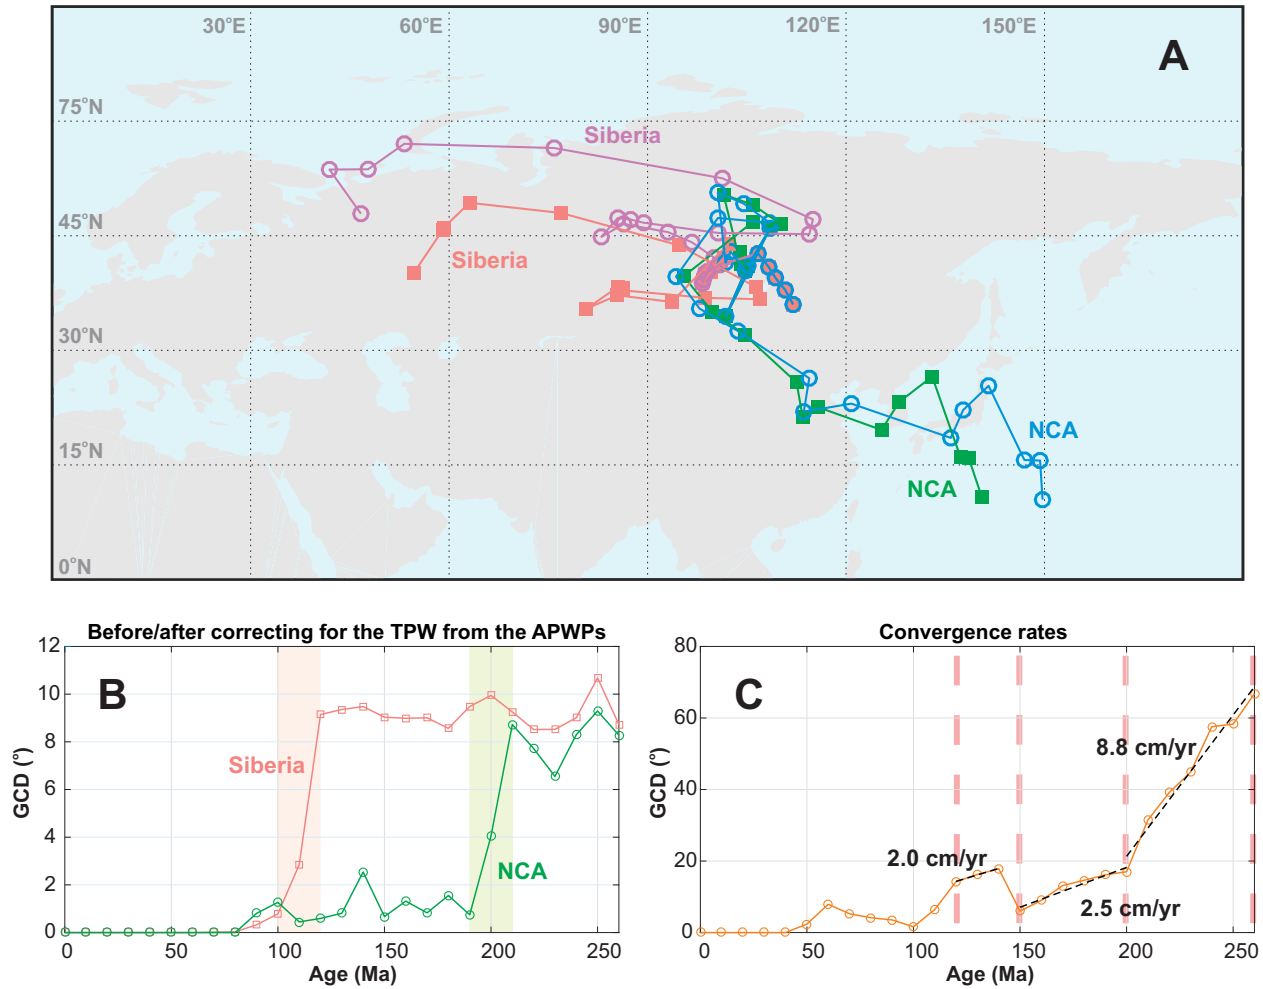 30°E 60°E 90°E 120°E 150°E
A
75°N
Siberia
45°N
Siberia
30°N
NCA
15°N
NCA
0°N
Before/after correcting for the TPW from the APWPs
12
10
8
6
4
2
0
GCD (°)
B
Siberia
NCA
0 50 100 150 200 250
Age (Ma)
Convergence rates
80
60
40
20
0
GCD (°)
C
8.8 cm/yr
2.0 cm/yr
2.5 cm/yr
0 50 100 150 200 250
Age (Ma)